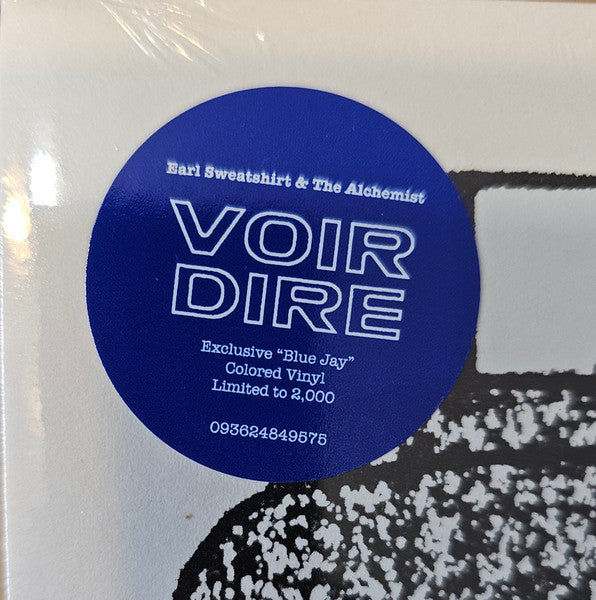 Earl Sweatshirt & The Alchemist
VOIR
DIRE
Exclusive “Blue Jay”
Colored Vinyl
Limited to 2,000
093624849575